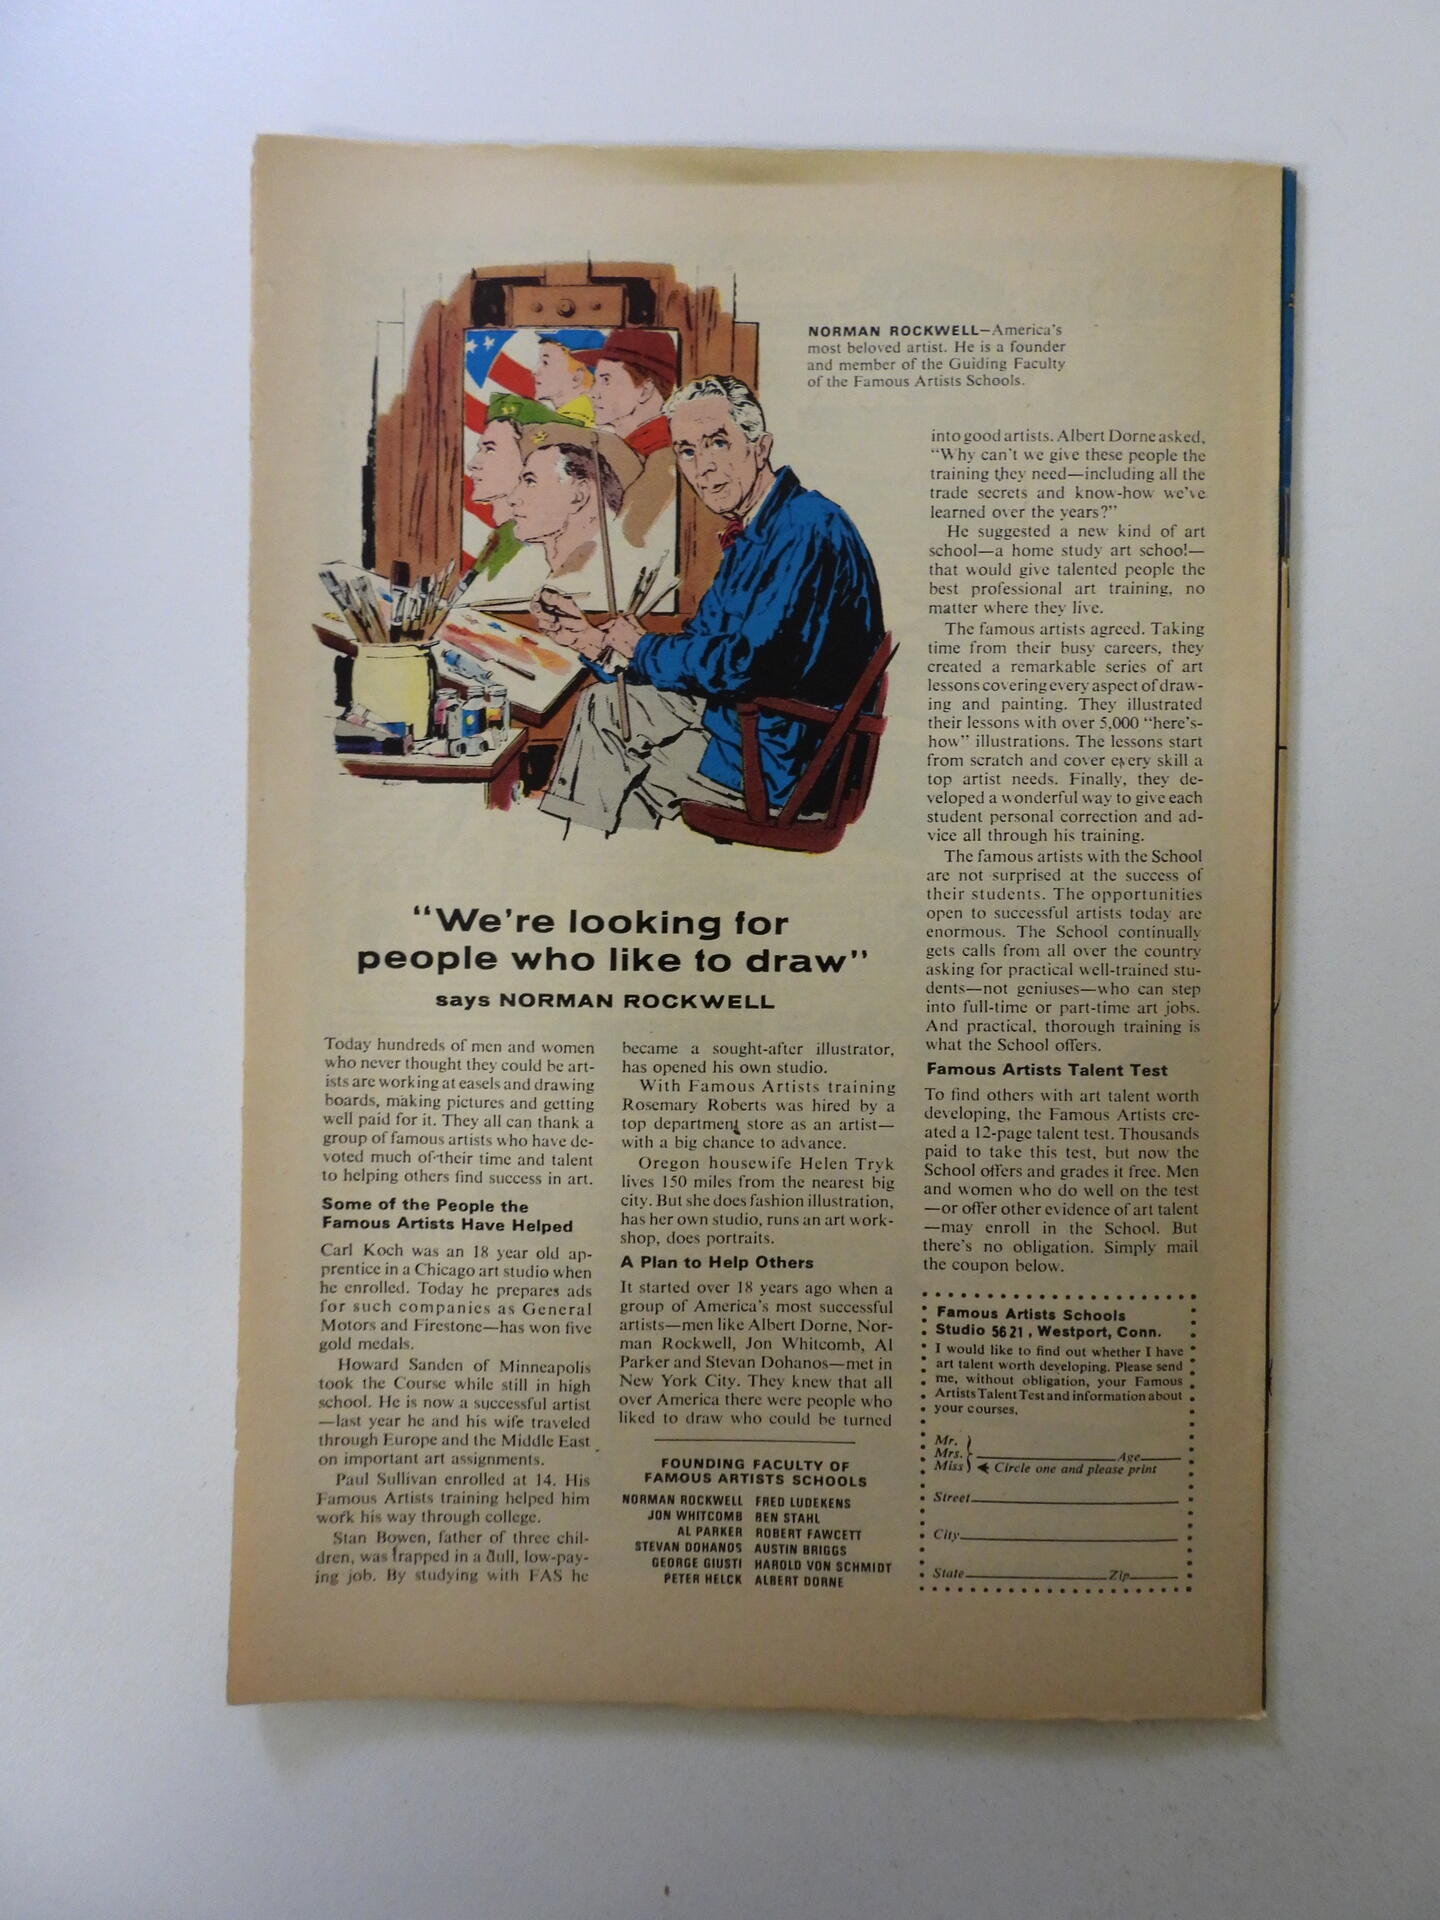 NORMAN ROCKWELL—America's
most beloved artist. He is a founder
and member of the Guiding Faculty
of the Famous Artists Schools.
"We're looking for
people who like to draw"
says NORMAN ROCKWELL
Today hundreds of men and women
who never thought they could be art-
ists are working at easels and drawing
boards, making pictures and getting
well paid for it. They all can thank a
group of famous artists who have de-
voted much of their time and talent
to helping others find success in art.
Some of the People the
Famous Artists Have Helped
Carl Koch was an 18 year old ap-
prentice in a Chicago art studio when
he enrolled. Today he prepares ads
for such companies as General
Motors and Firestone—has won five
gold medals.
Howard Sanden of Minneapolis
took the Course while still in high
school. He is now a successful artist
—last year he and his wife traveled
through Europe and the Middle East
on important art assignments.
Paul Sullivan enrolled at 14. His
Famous Artists training helped him
work his way through college.
Stan Bowen, father of three chil-
dren, was trapped in a dull, low-pay-
ing job. By studying with FAS he
became a sought-after illustrator,
has opened his own studio.
With Famous Artists training
Rosemary Roberts was hired by a
top department store as an artist—
with a big chance to advance.
Oregon housewife Helen Tryk
lives 150 miles from the nearest big
city. But she does fashion illustration,
has her own studio, runs an art work-
shop, does portraits.
A Plan to Help Others
It started over 18 years ago when a
group of America's most successful
artists—men like Albert Dorne, Nor-
man Rockwell, Jon Whitcomb, Al
Parker and Stevan Dohanos—met in
New York City. They knew that all
over America there were people who
liked to draw who could be turned
FOUNDING FACULTY OF
FAMOUS ARTISTS SCHOOLS
NORMAN ROCKWELL FRED LUDEKENS
JON WHITCOMB BEN STAHL
AL PARKER ROBERT FAWCETT
STEVAN DOHANOS AUSTIN BRIGGS
GEORGE GIUSTI HAROLD VON SCHMIDT
PETER HELCK ALBERT DORNE
into good artists. Albert Dorne asked,
"Why can't we give these people the
training they need—including all the
trade secrets and know-how we've
learned over the years?"
He suggested a new kind of art
school—a home study art school—
that would give talented people the
best professional art training, no
matter where they live.
The famous artists agreed. Taking
time from their busy careers, they
created a remarkable series of art
lessons covering every aspect of draw-
ing and painting. They illustrated
their lessons with over 5,000 "here's-
how" illustrations. The lessons start
from scratch and cover every skill a
top artist needs. Finally, they de-
veloped a wonderful way to give each
student personal correction and ad-
vice all through his training.
The famous artists with the School
are not surprised at the success of
their students. The opportunities
open to successful artists today are
enormous. The School continually
gets calls from all over the country
asking for practical well-trained stu-
dents—not geniuses—who can step
into full-time or part-time art jobs.
And practical, thorough training is
what the School offers.
Famous Artists Talent Test
To find others with art talent worth
developing, the Famous Artists cre-
ated a 12-page talent test. Thousands
paid to take this test, but now the
School offers and grades it free. Men
and women who do well on the test
—or offer other evidence of art talent
—may enroll in the School. But
there's no obligation. Simply mail
the coupon below.
Famous Artists Schools
Studio 5621, Westport, Conn.
I would like to find out whether I have
art talent worth developing. Please send
me, without obligation, your Famous
Artists Talent Test and information about
your courses.
Mr.
Mrs. Age
Miss Circle one and please print
Street
City
State Zip